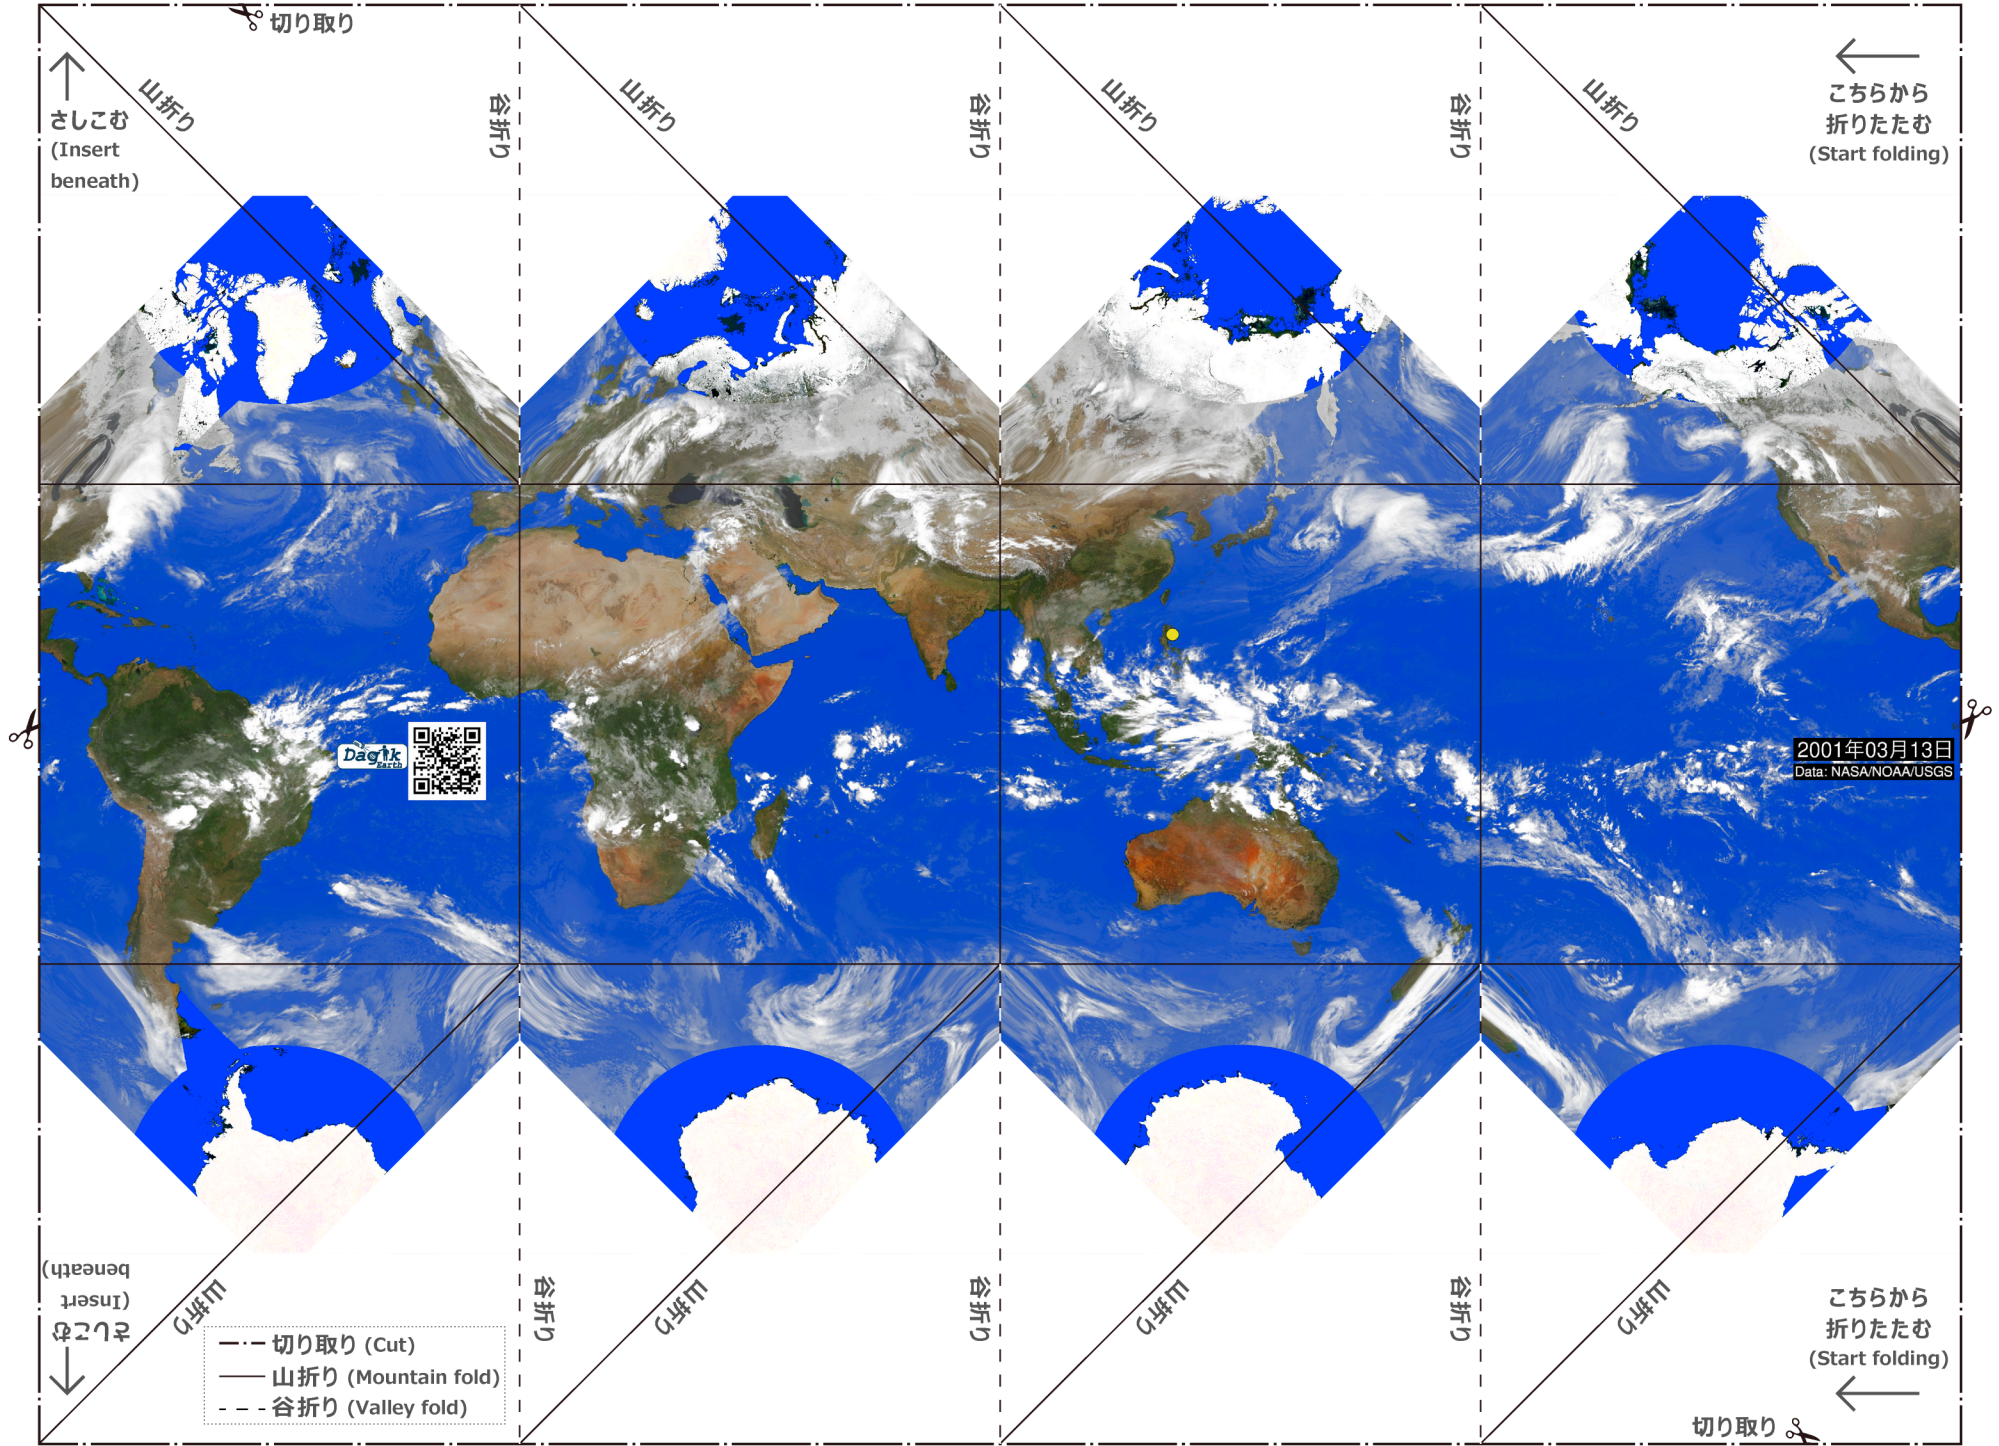 切り取り
さしこむ
(Insert
beneath)
山折り
谷折り
山折り
谷折り
山折り
谷折り
山折り
こちらから
折りたたむ
(Start folding)
Dagik
Earth
2001年03月13日
Data: NASA/NOAA/USGS
さしこむ
(Insert
beneath)
山折り
谷折り
山折り
谷折り
山折り
谷折り
山折り
こちらから
折りたたむ
(Start folding)
切り取り (Cut)
山折り (Mountain fold)
谷折り (Valley fold)
切り取り